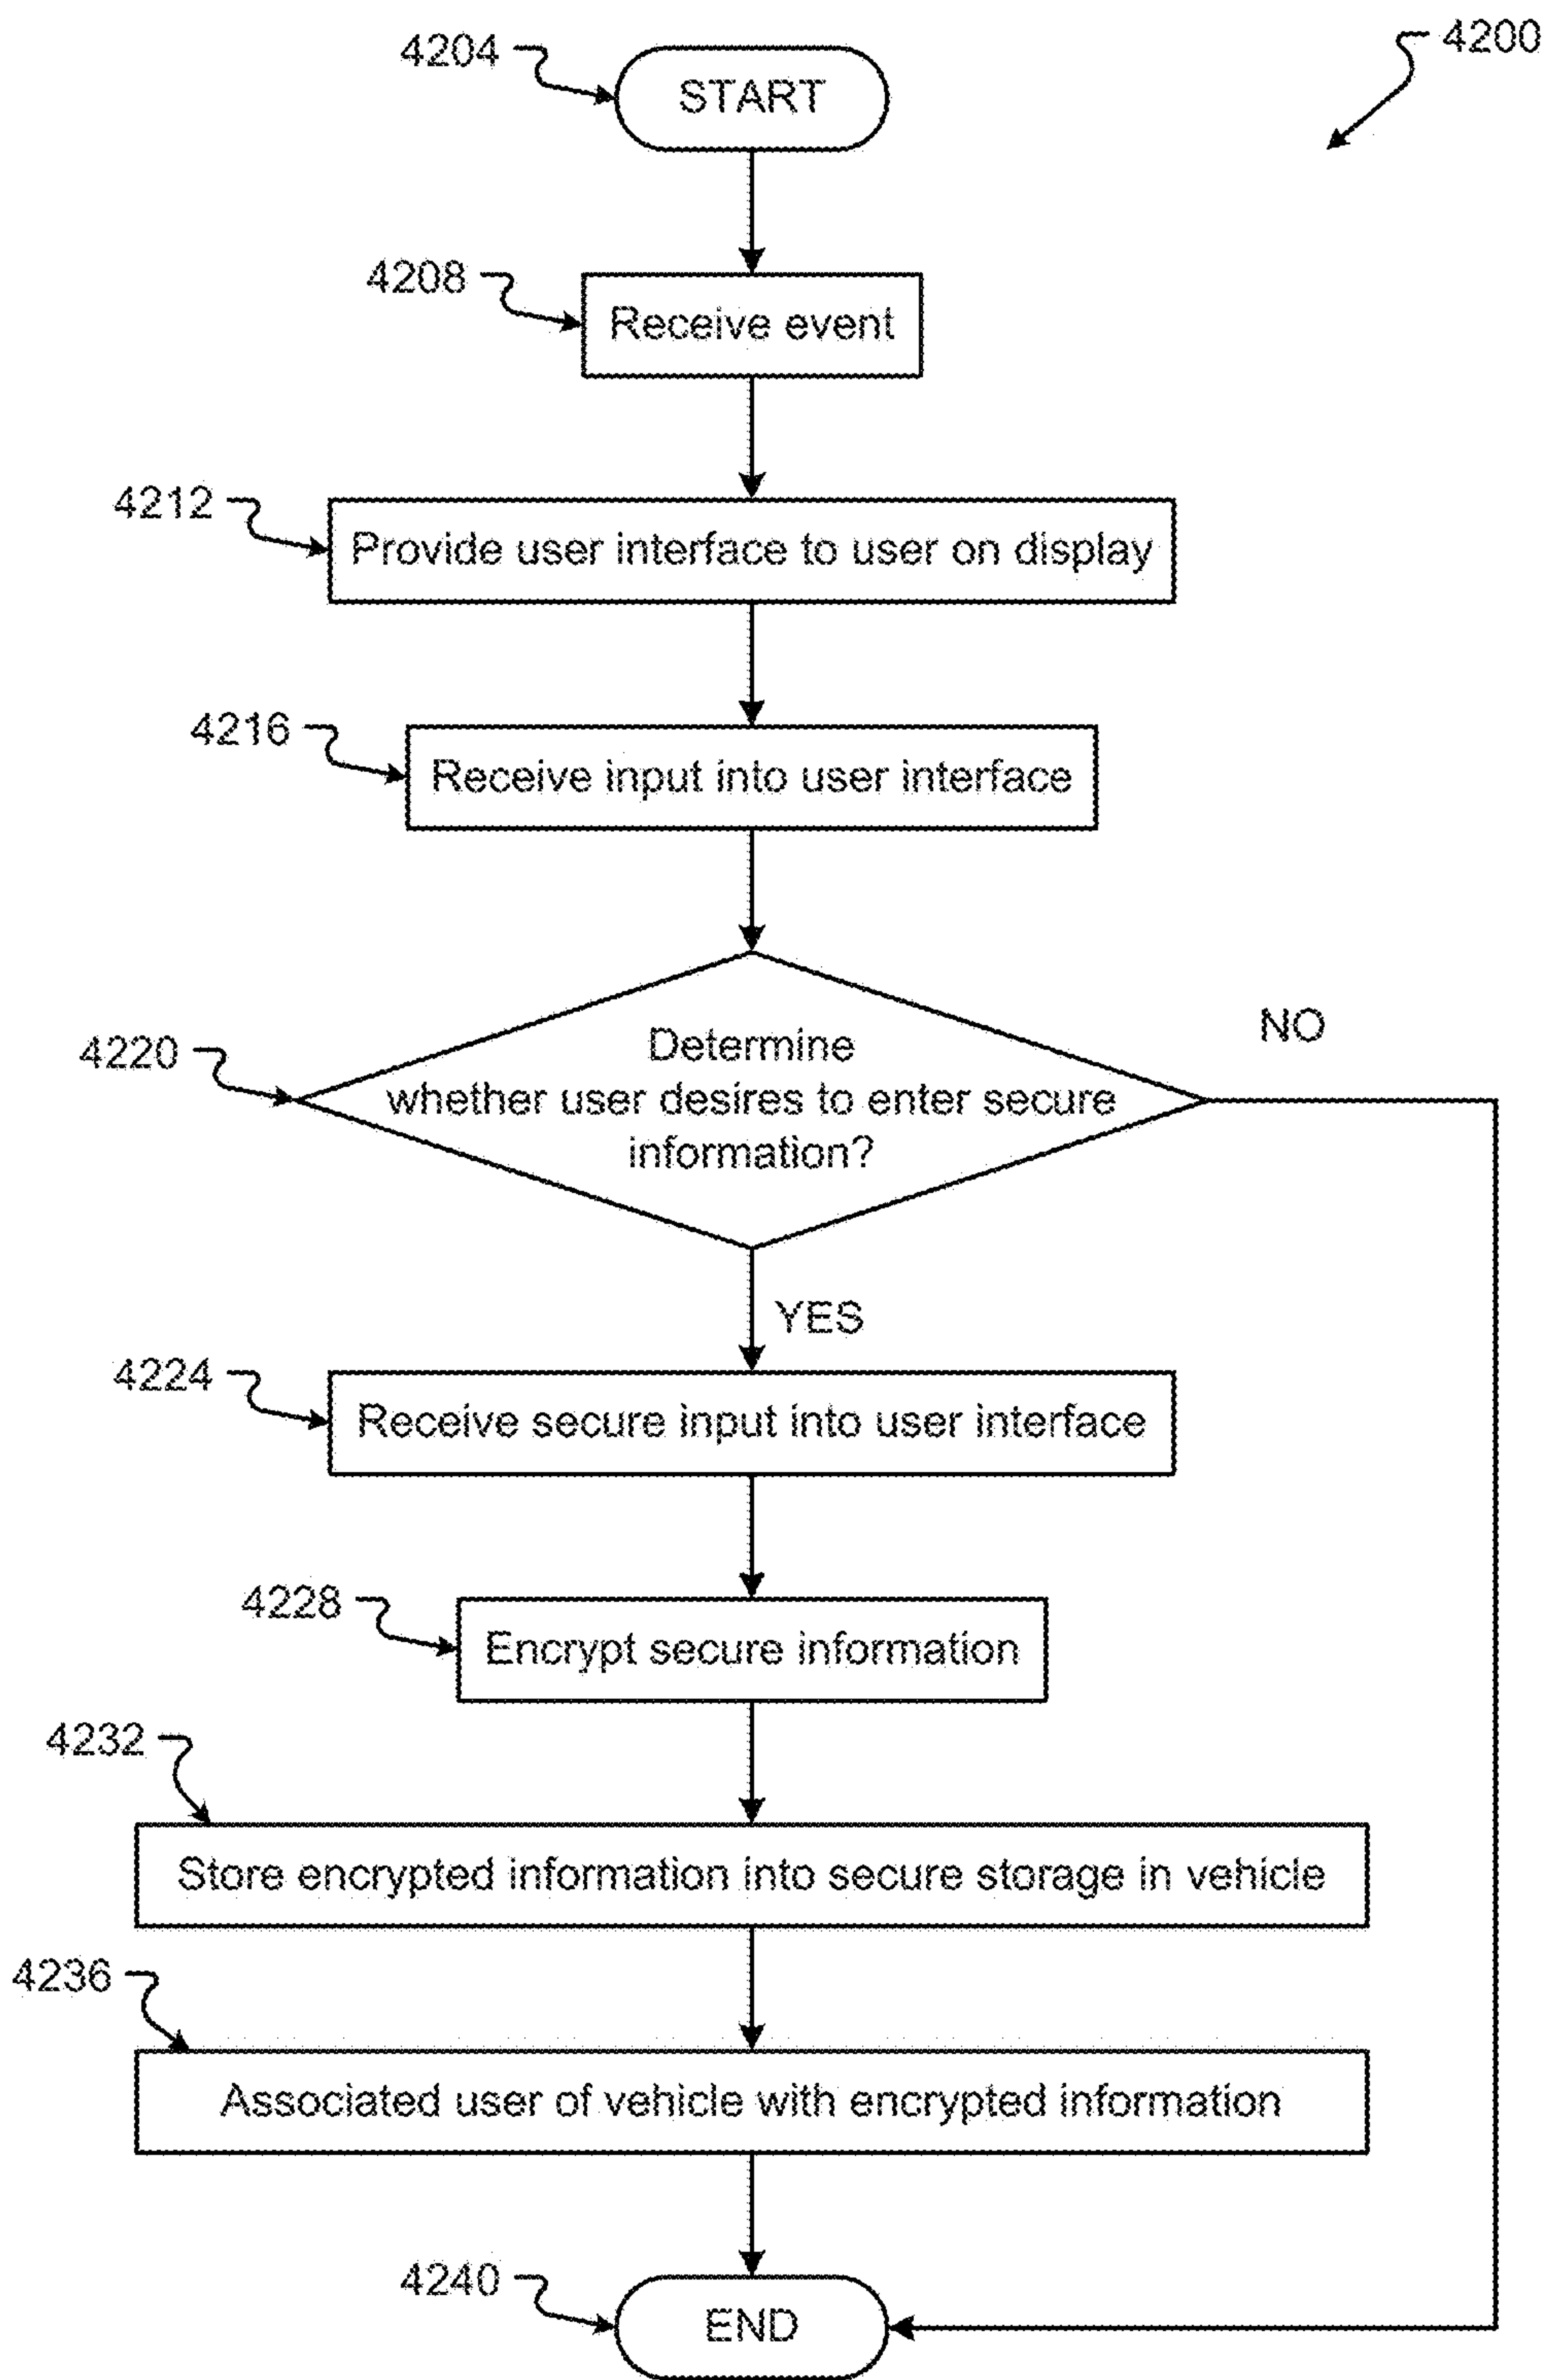 4200
4204
START
4208
Receive event
4212
Provide user interface to user on display
4216
Receive input into user interface
4220
Determine
whether user desires to enter secure
information?
NO
YES
4224
Receive secure input into user interface
4228
Encrypt secure information
4232
Store encrypted information into secure storage in vehicle
4236
Associated user of vehicle with encrypted information
4240
END